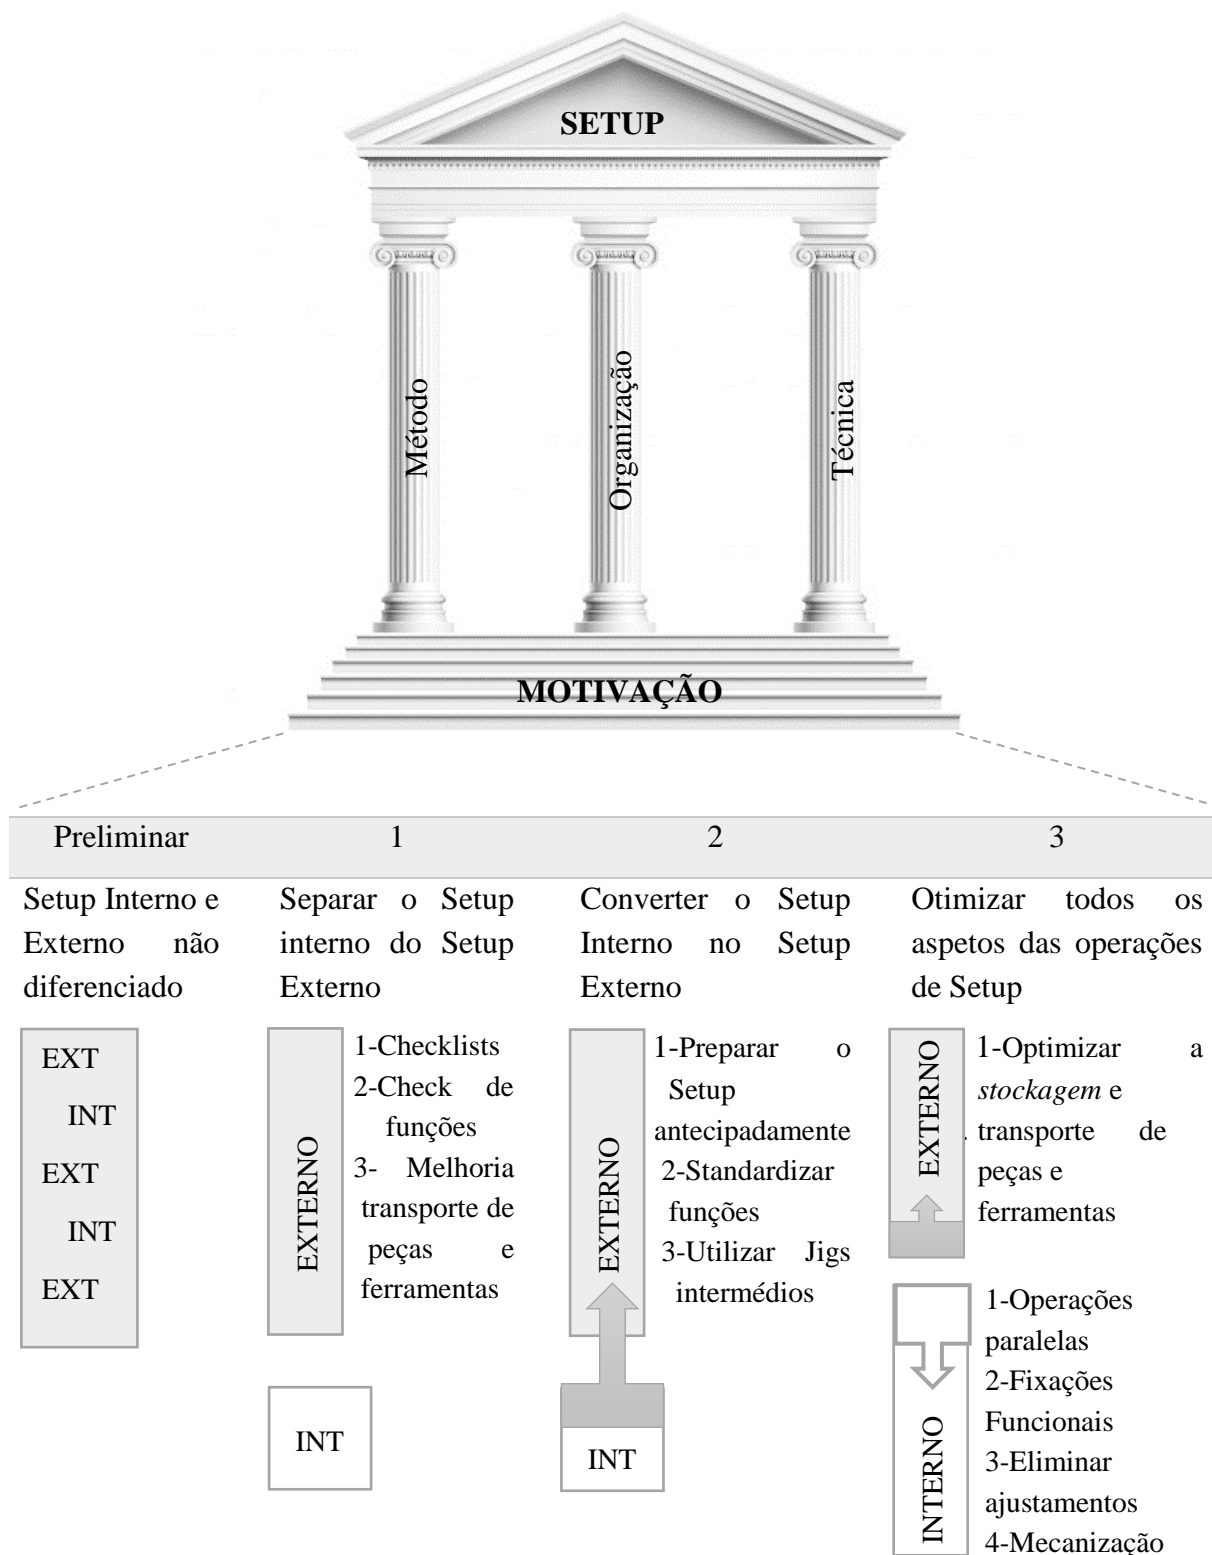 SETUP
Método
Organização
Técnica
MOTIVAÇÃO
Preliminar
1
2
3
Setup Interno e
Externo não
diferenciado
EXT
INT
EXT
INT
EXT
Separar o Setup
interno do Setup
Externo
EXTERNO
1-Checklists
2-Check de
funções
3- Melhoria
transporte de
peças e
ferramentas
INT
Converter o Setup
Interno no Setup
Externo
EXTERNO
1-Preparar o
Setup
antecipadamente
2-Standardizar
funções
3-Utilizar Jigs
intermédios
INT
Otimizar todos os
aspetos das operações
de Setup
EXTERNO
1-Optimizar a
stockagem e
. transporte de
peças e
ferramentas
INTERNO
1-Operações
paralelas
2-Fixações
Funcionais
3-Eliminar
ajustamentos
4-Mecanização